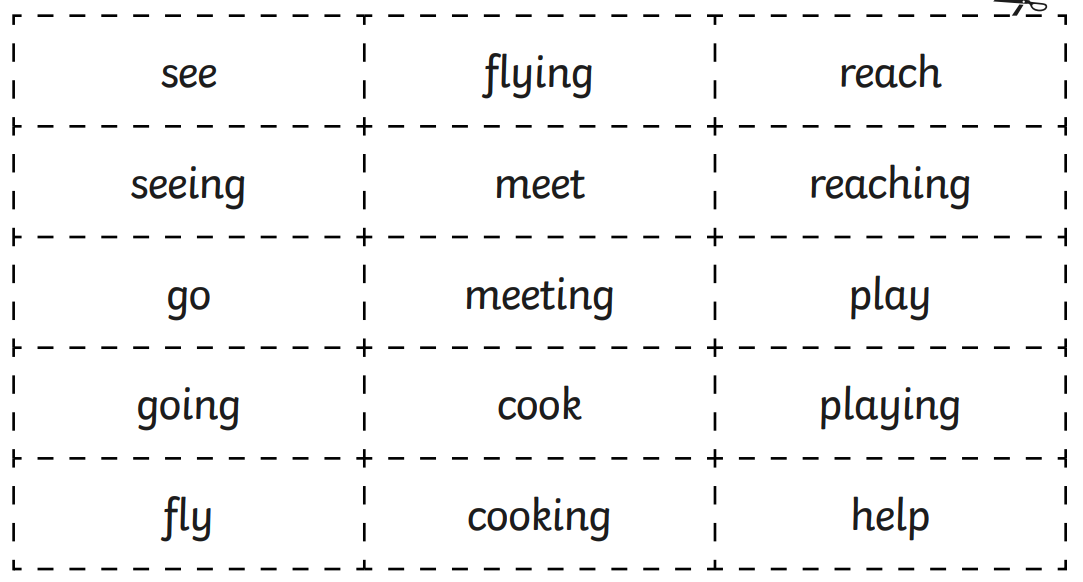 see flying reach
seeing meet reaching
go meeting play
going cook playing
fly cooking help